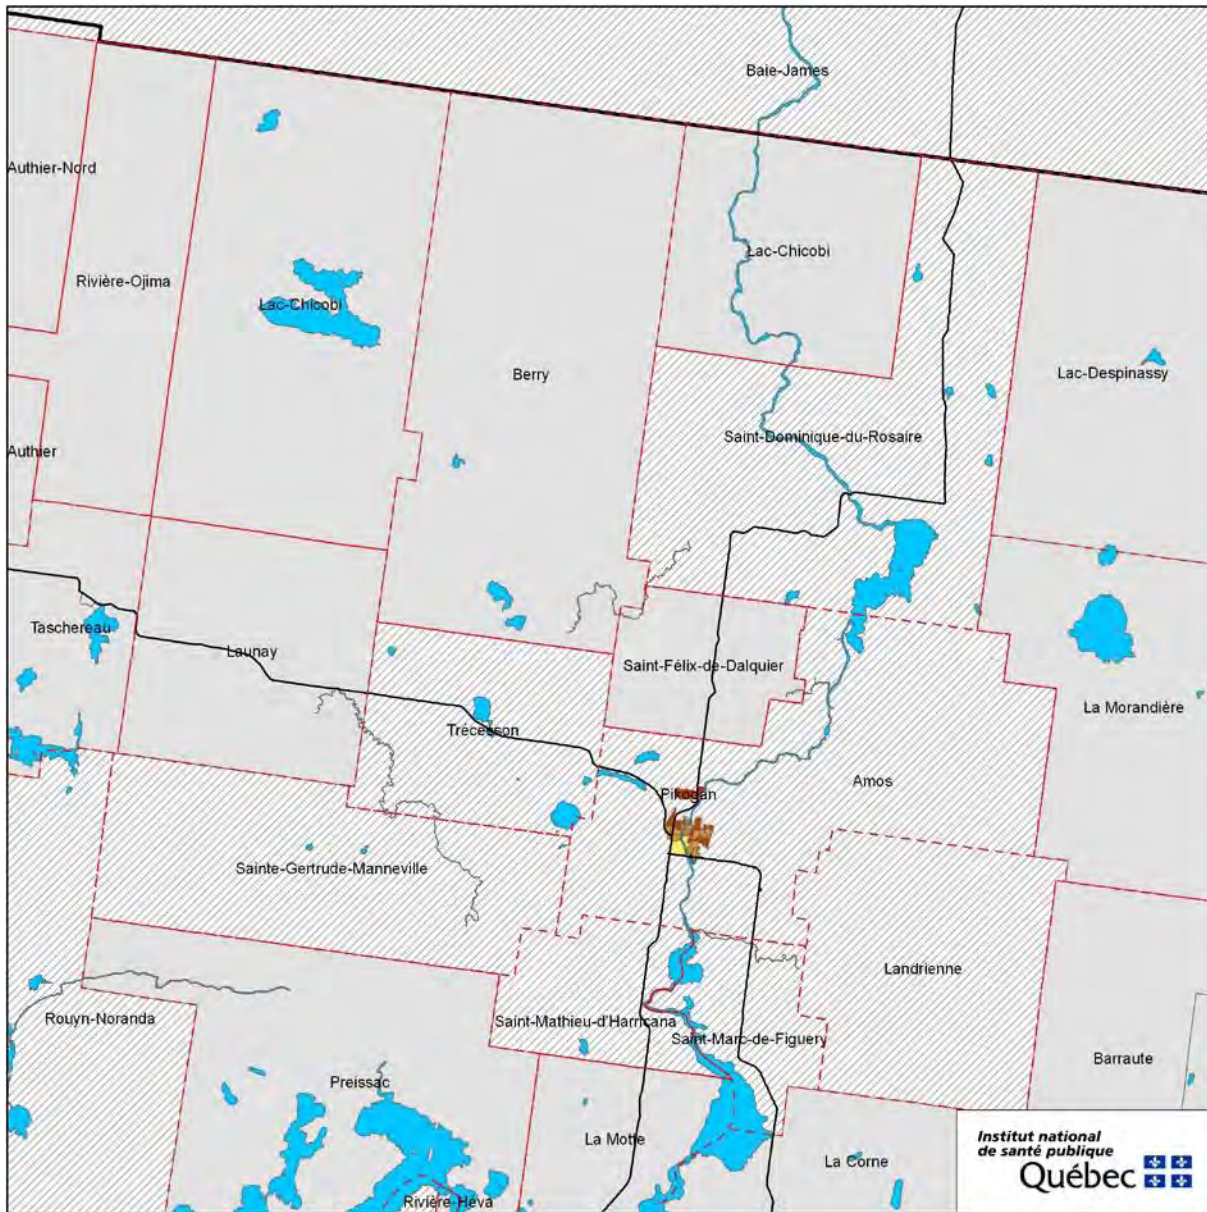 Baie-James
Authier-Nord
Lac-Chicobi
Rivière-Ojima
Lac-Chicobi
Berry
Lac-Despinassy
Saint-Dominique-du-Rosaire
Authier
Taschereau
Launay
Saint-Félix-de-Dalquier
La Morandière
Trécesson
Amos
Pikogan
Sainte-Gertrude-Manneville
Landrienne
Rouyn-Noranda
Saint-Mathieu-d'Harricana
Saint-Marc-de-Figuery
Barraute
Preissac
La Motte
La Corne
Rivière-Héva
Institut national
de santé publique
Québec